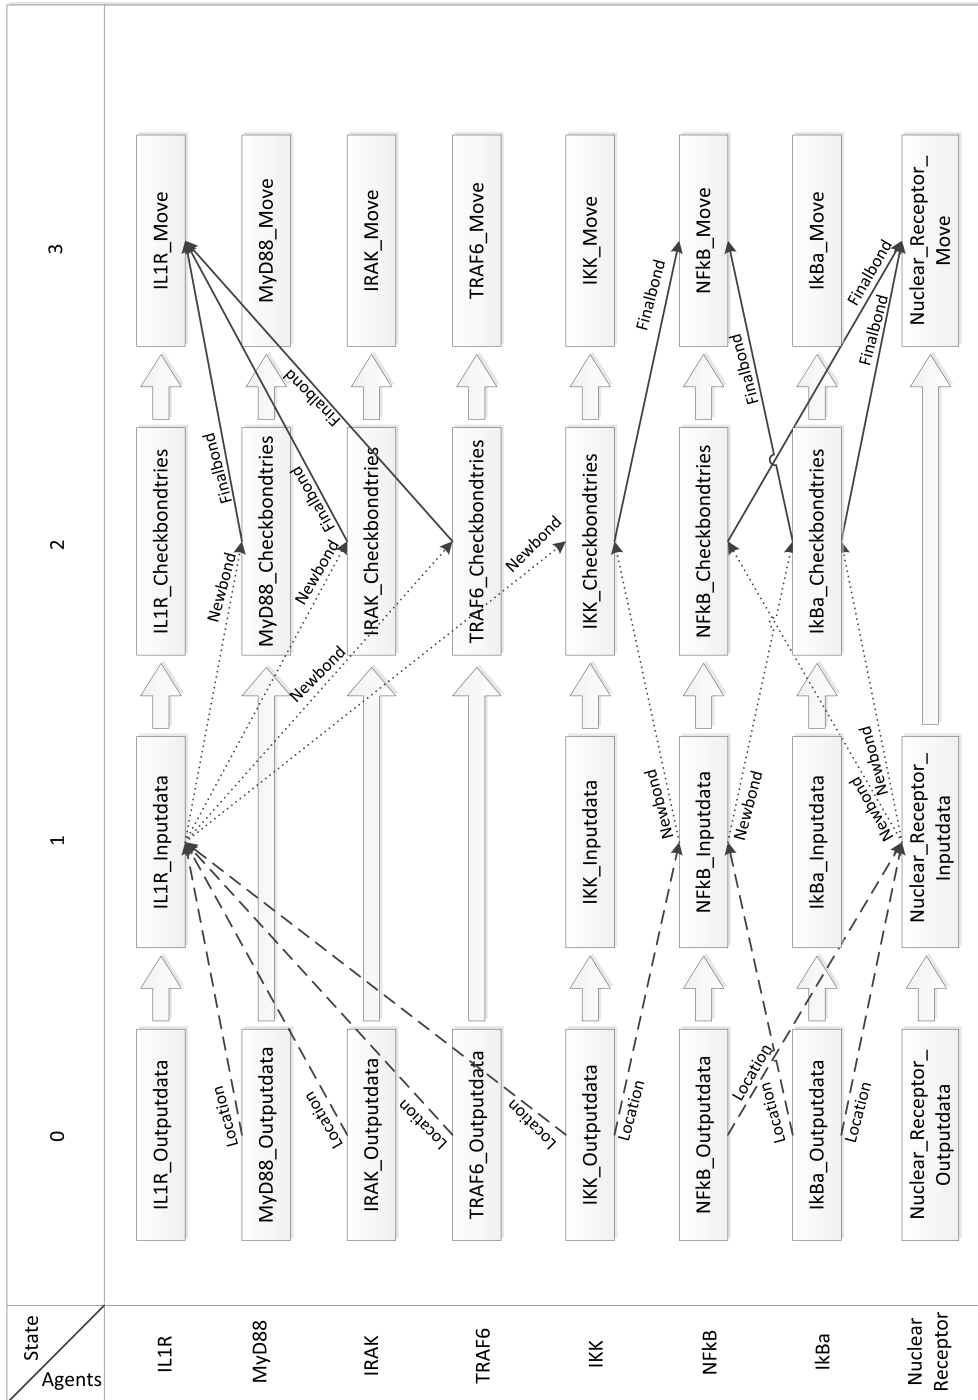 State
Agents
0
1
2
3
IL1R
IL1R_Outputdata
IL1R_Inputdata
IL1R_Checkbondtries
IL1R_Move
Location
Newbond
Finalbond
MyD88
MyD88_Outputdata
MyD88_Checkbondtries
MyD88_Move
Location
Newbond
Finalbond
IRAK
IRAK_Outputdata
IRAK_Checkbondtries
IRAK_Move
Location
Newbond
Finalbond
TRAF6
TRAF6_Outputdata
TRAF6_Checkbondtries
TRAF6_Move
Location
Newbond
IKK
IKK_Outputdata
IKK_Inputdata
IKK_Checkbondtries
IKK_Move
Location
Newbond
Finalbond
NFkB
NFkB_Outputdata
NFkB_Inputdata
NFkB_Checkbondtries
NFkB_Move
Location
Location
Newbond
Finalbond
IkBa
IkBa_Outputdata
IkBa_Inputdata
IkBa_Checkbondtries
IkBa_Move
Location
Newbond
Newbond
Finalbond
Finalbond
Nuclear
Receptor
Nuclear_Receptor_
Outputdata
Nuclear_Receptor_
Inputdata
Nuclear_Receptor_
Move